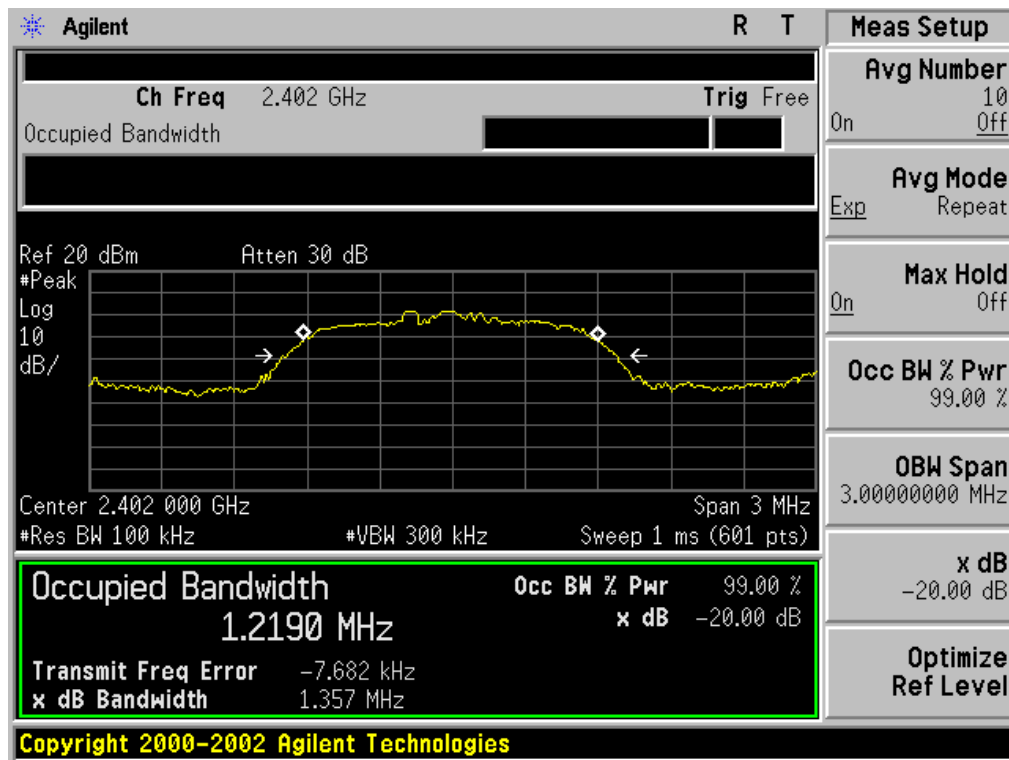 Agilent R T
Ch Freq 2.402 GHz Trig Free
Occupied Bandwidth
Ref 20 dBm Atten 30 dB
#Peak
Log
10
dB/
Center 2.402 000 GHz Span 3 MHz
#Res BW 100 kHz #VBW 300 kHz Sweep 1 ms (601 pts)
Occupied Bandwidth Occ BW % Pwr 99.00 %
1.2190 MHz x dB -20.00 dB
Transmit Freq Error -7.682 kHz
x dB Bandwidth 1.357 MHz
Copyright 2000-2002 Agilent Technologies
Meas Setup
Avg Number
10
On Off
Avg Mode
Exp Repeat
Max Hold
On Off
Occ BW % Pwr
99.00 %
OBW Span
3.00000000 MHz
x dB
-20.00 dB
Optimize
Ref Level